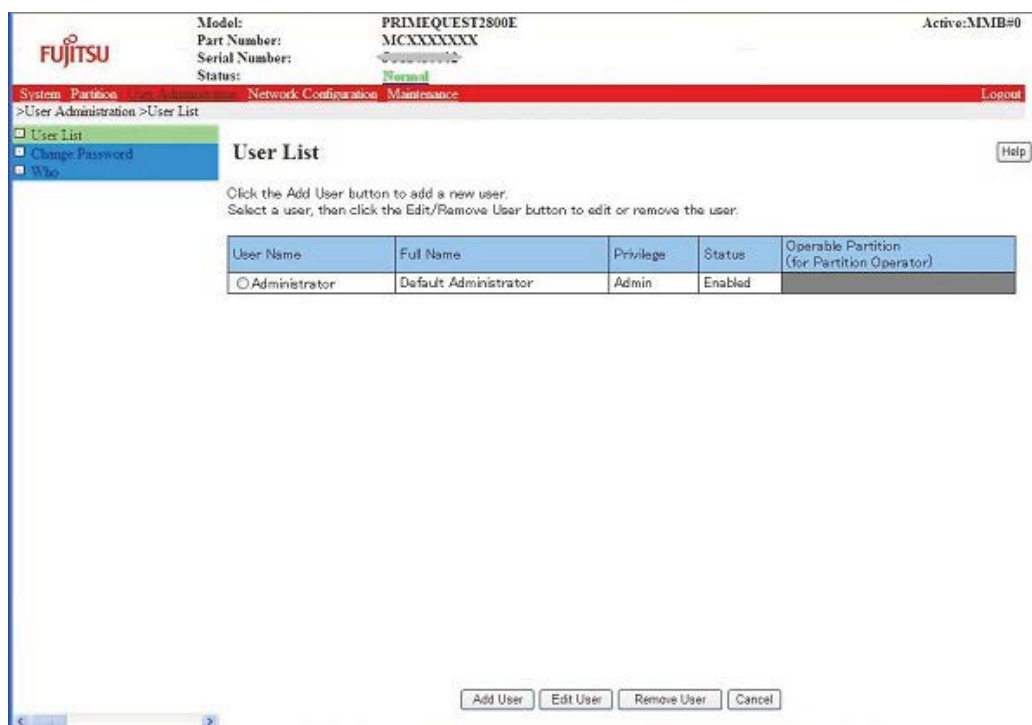 FUJITSU
Model: PRIMEQUEST2800E
Part Number: MCXXXXXXX
Serial Number:
Status: Normal
Active:MMB#0
System Partition User Administration Network Configuration Maintenance Logout
>User Administration >User List
User List
Change Password
Who
User List
Help
Click the Add User button to add a new user.
Select a user, then click the Edit/Remove User button to edit or remove the user.
User Name Full Name Privilege Status Operable Partition
(for Partition Operator)
Administrator Default Administrator Admin Enabled
Add User Edit User Remove User Cancel